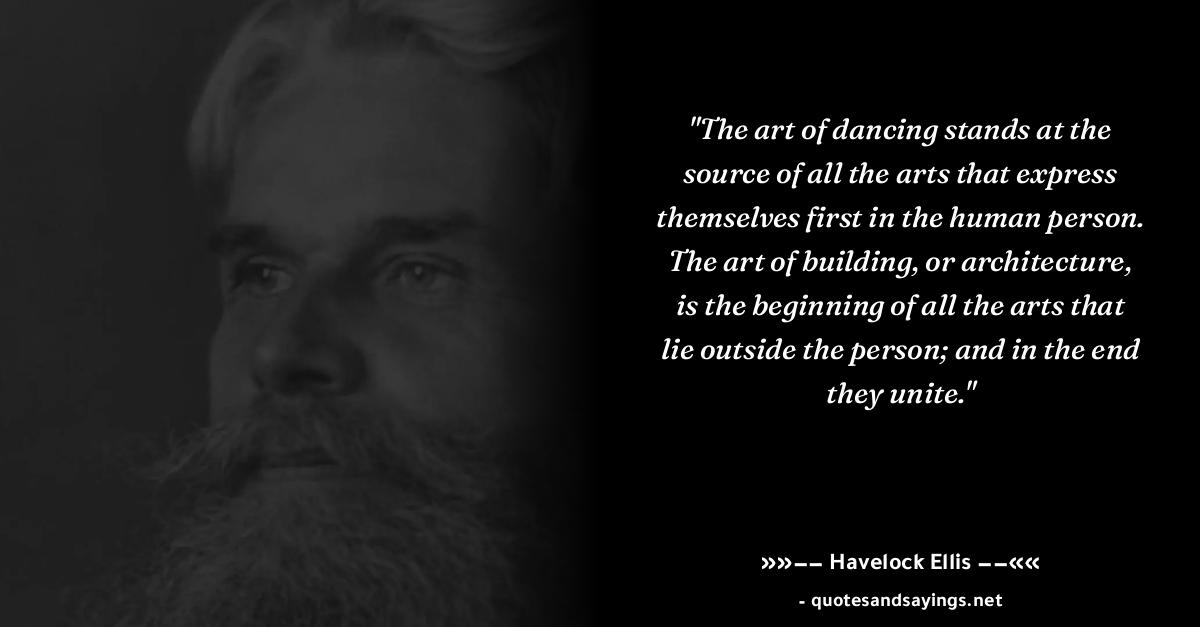 "The art of dancing stands at the
source of all the arts that express
themselves first in the human person.
The art of building, or architecture,
is the beginning of all the arts that
lie outside the person; and in the end
they unite."
»»—— Havelock Ellis ——««
- quotesandsayings.net